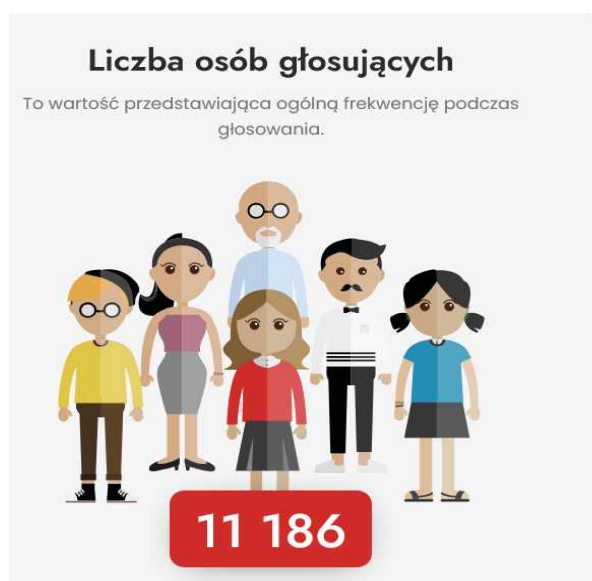 Liczba osób głosujących
To wartość przedstawiająca ogólną frekwencję podczas
głosowania.
11 186